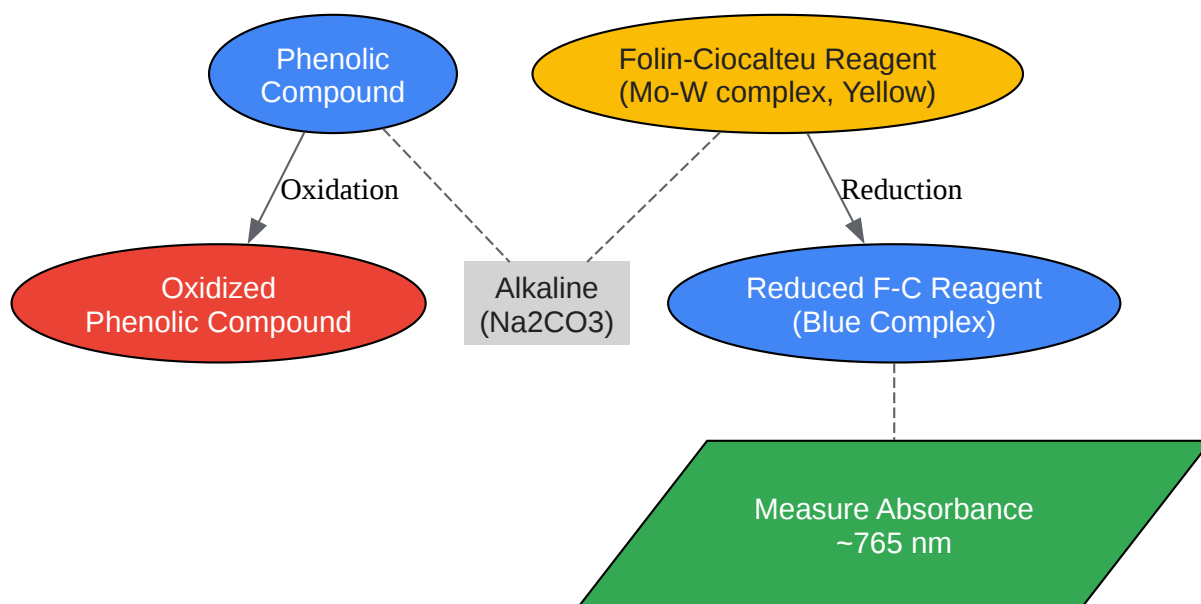 Phenolic
Compound
Folin-Ciocalteu Reagent
(Mo-W complex, Yellow)
Oxidation
Reduction
Oxidized
Phenolic Compound
Alkaline
(Na2CO3)
Reduced F-C Reagent
(Blue Complex)
Measure Absorbance
~765 nm